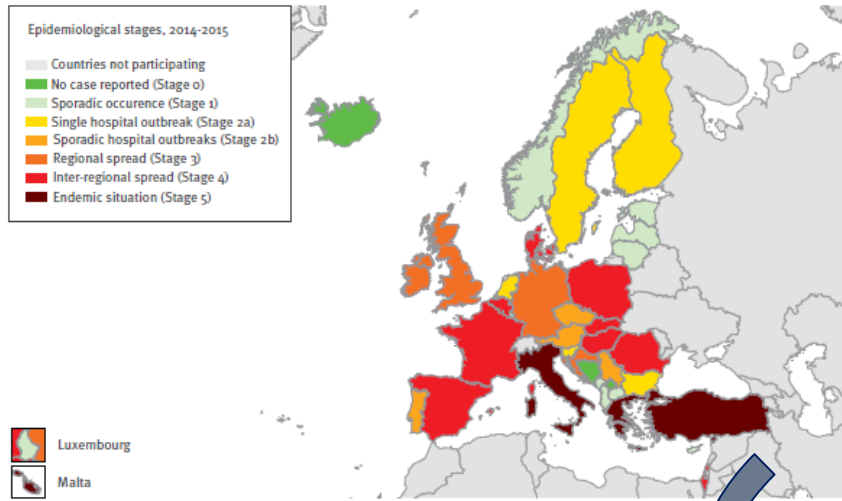 Epidemiological stages, 2014-2015
Countries not participating
No case reported (Stage 0)
Sporadic occurence (Stage 1)
Single hospital outbreak (Stage 2a)
Sporadic hospital outbreaks (Stage 2b)
Regional spread (Stage 3)
Inter-regional spread (Stage 4)
Endemic situation (Stage 5)
Luxembourg
Malta